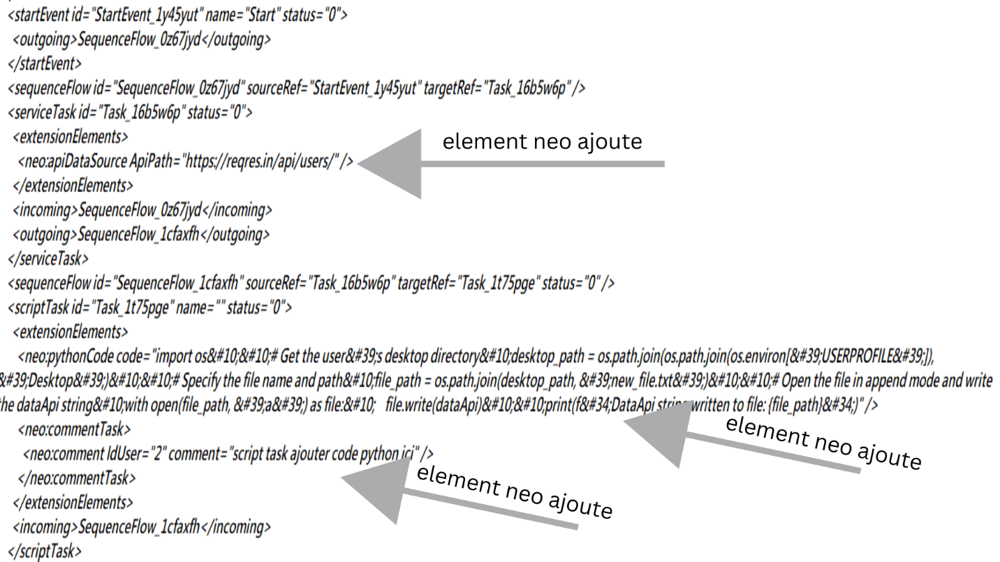 <startEvent id="StartEvent_1y45yut" name="Start" status="0">
<outgoing>SequenceFlow_0z67jyd</outgoing>
</startEvent>
<sequenceFlow id="SequenceFlow_0z67jyd" sourceRef="StartEvent_1y45yut" targetRef="Task_16b5w6p" />
<serviceTask id="Task_16b5w6p" status="0">
<extensionElements>
element neo ajoute
<neo:apiDataSource ApiPath="https://reqres.in/api/users/" />
</extensionElements>
<incoming>SequenceFlow_0z67jyd</incoming>
<outgoing>SequenceFlow_1cfaxfh</outgoing>
</serviceTask>
<sequenceFlow id="SequenceFlow_1cfaxfh" sourceRef="Task_16b5w6p" targetRef="Task_1t75pge" status="0" />
<scriptTask id="Task_1t75pge" name="" status="0">
<extensionElements>
<neo:pythonCode code="import os&#10;&#10;# Get the user&#39;s desktop directory&#10;desktop_path = os.path.join(os.path.join(os.environ[&#39;USERPROFILE&#39;]),
&#39;Desktop&#39;)&#10;&#10;# Specify the file name and path&#10;file_path = os.path.join(desktop_path, &#39;new_file.txt&#39;)&#10;&#10;# Open the file in append mode and write
the dataApi string&#10;with open(file_path, &#39;a&#39;) as file:&#10;   file.write(dataApi)&#10;&#10;print(f&#34;DataApi string written to file: {file_path}&#34;)" />
element neo ajoute
<neo:commentTask>
<neo:comment IdUser="2" comment="script task ajouter code python ici" />
element neo ajoute
</neo:commentTask>
</extensionElements>
<incoming>SequenceFlow_1cfaxfh</incoming>
</scriptTask>